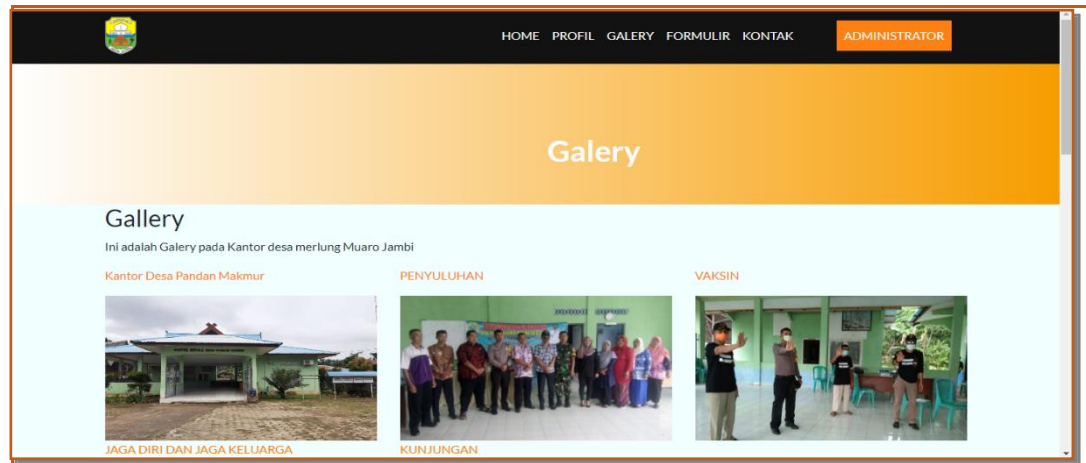 HOME PROFIL GALERY FORMULIR KONTAK ADMINISTRATOR
Galery
Gallery
Ini adalah Galery pada Kantor desa merlung Muaro Jambi
Kantor Desa Pandan Makmur
PENYULUHAN
VAKSIN
JAGA DIRI DAN JAGA KELUARGA
KUNJUNGAN